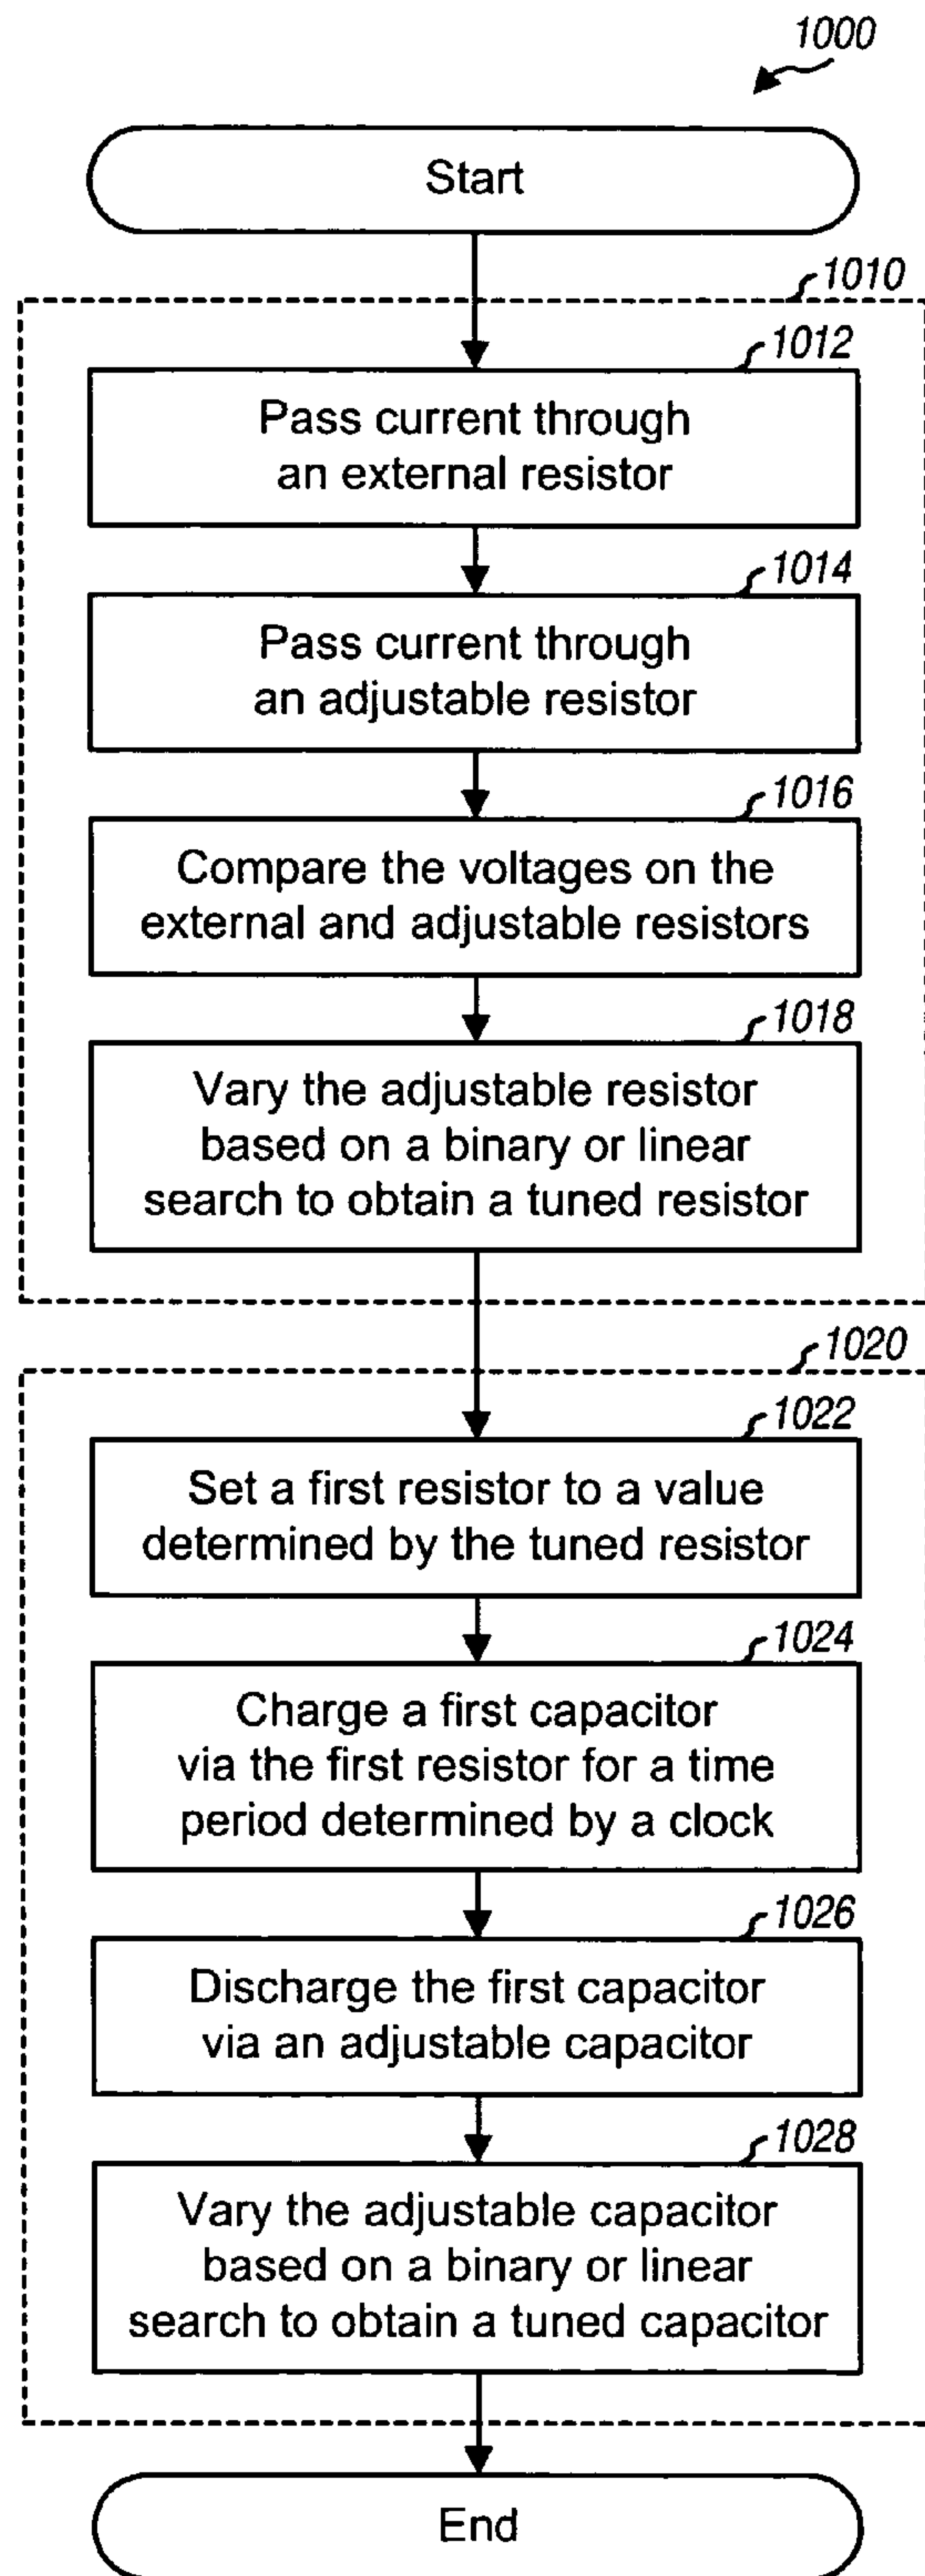 1000
Start
1010
1012
Pass current through
an external resistor
1014
Pass current through
an adjustable resistor
1016
Compare the voltages on the
external and adjustable resistors
1018
Vary the adjustable resistor
based on a binary or linear
search to obtain a tuned resistor
1020
1022
Set a first resistor to a value
determined by the tuned resistor
1024
Charge a first capacitor
via the first resistor for a time
period determined by a clock
1026
Discharge the first capacitor
via an adjustable capacitor
1028
Vary the adjustable capacitor
based on a binary or linear
search to obtain a tuned capacitor
End